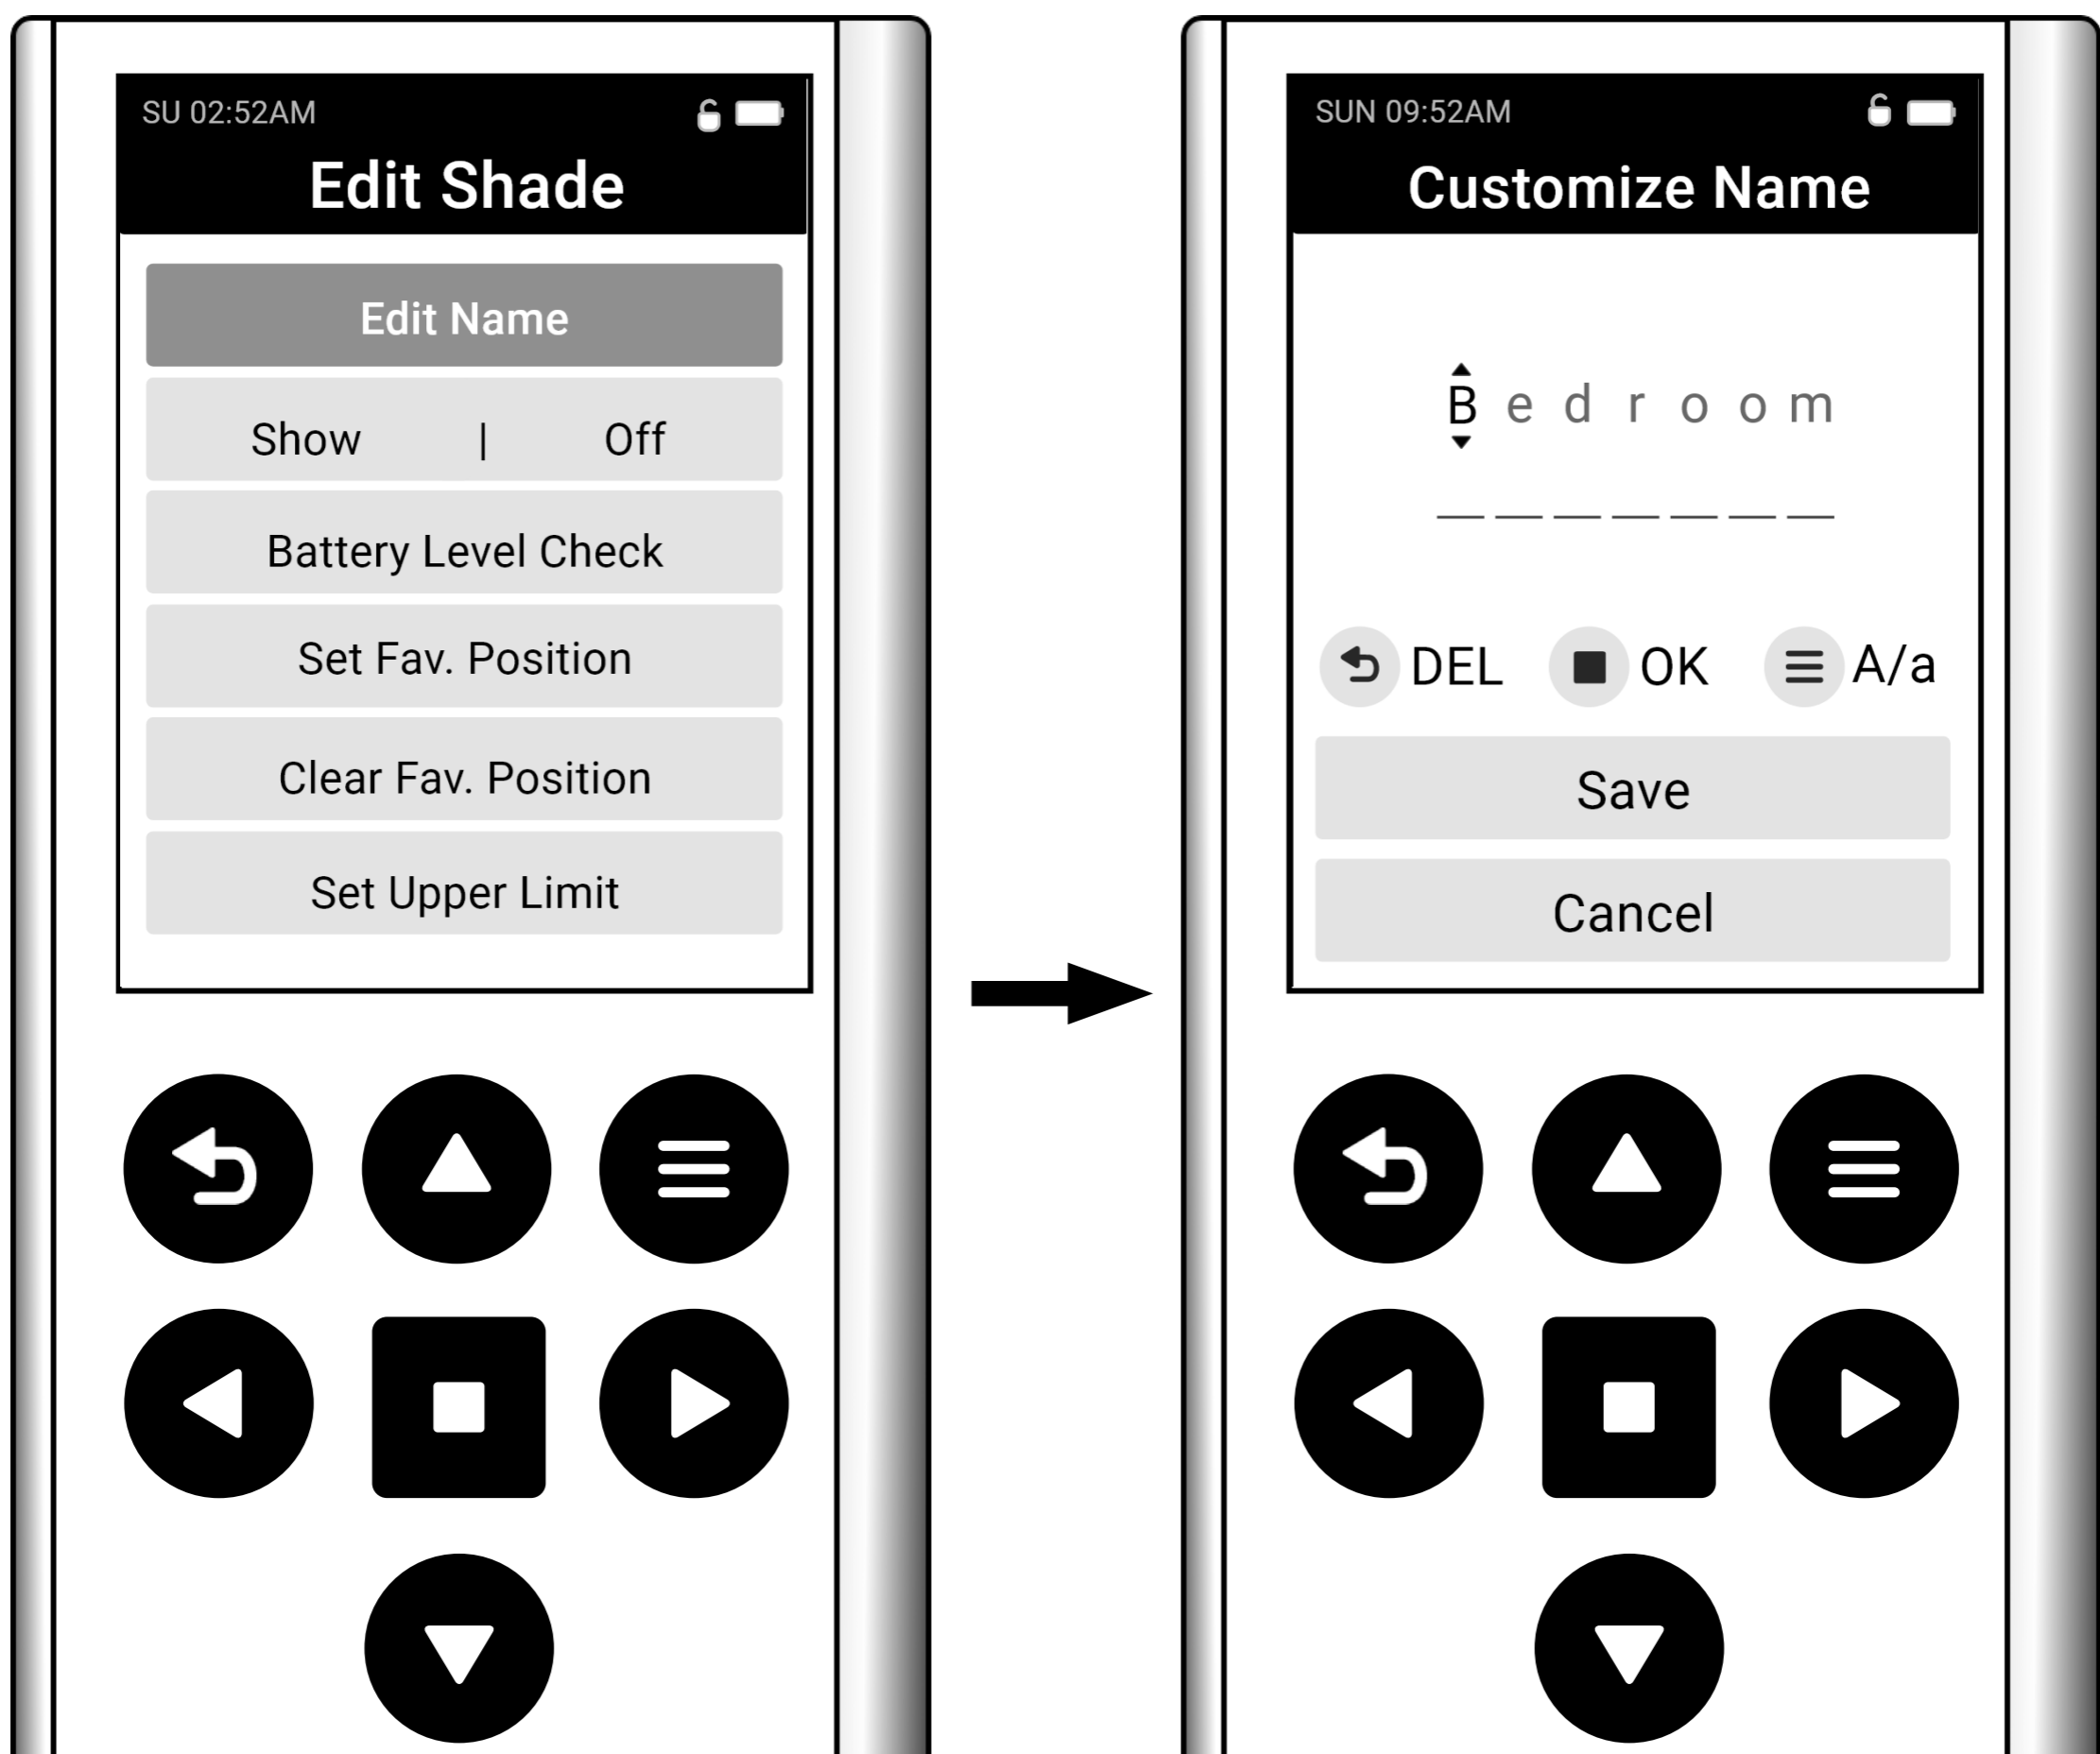 SU 02:52AM
Edit Shade
Edit Name
Show | Off
Battery Level Check
Set Fav. Position
Clear Fav. Position
Set Upper Limit
SUN 09:52AM
Customize Name
Bedroom
DEL OK A/a
Save
Cancel